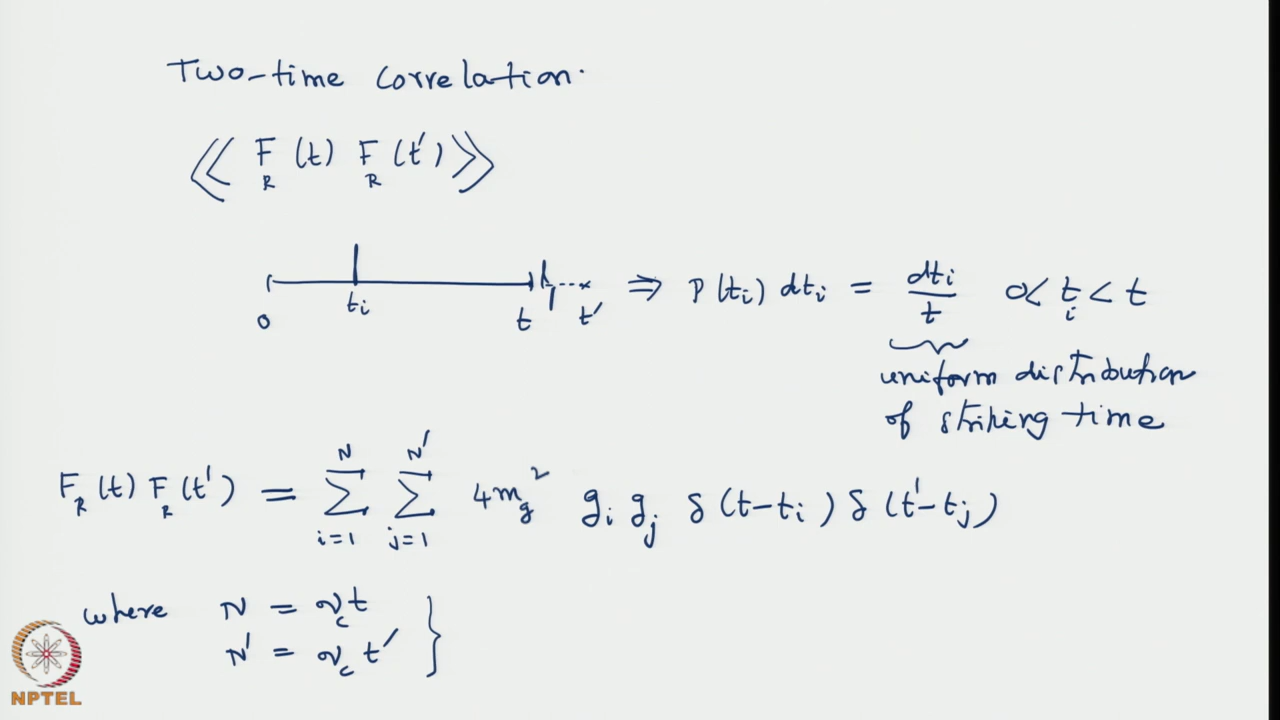 Two-time correlation.
≪ F_R (t) F_R (t') ≫
0 t_i t t' ⇒ P(t_i) dt_i = dt_i / t 0 < t_i < t
uniform distribution
of striking time
F_R (t) F_R (t') = Σ_{i=1}^{N} Σ_{j=1}^{N'} 4m_g^2 g_i g_j δ(t-t_i) δ(t'-t_j)
where N = ν_c t
N' = ν_c t' }
NPTEL